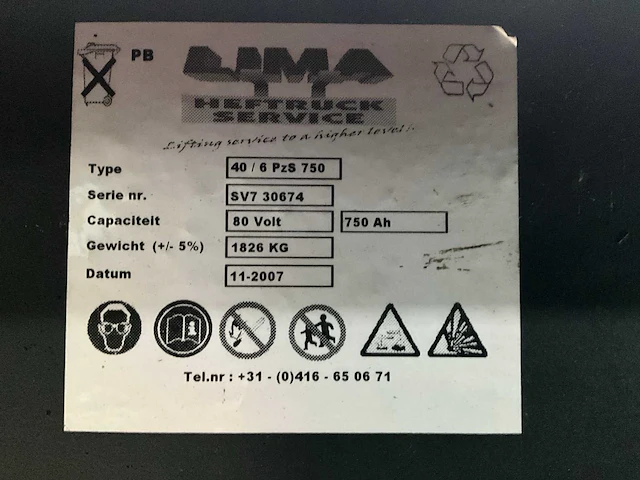 PB
LIMA
HEFTRUCK
SERVICE
Lifting service to a higher level!
Type 40 / 6 PzS 750
Serie nr. SV7 30674
Capaciteit 80 Volt 750 Ah
Gewicht (+/- 5%) 1826 KG
Datum 11-2007
Tel.nr : +31 - (0)416 - 65 06 71